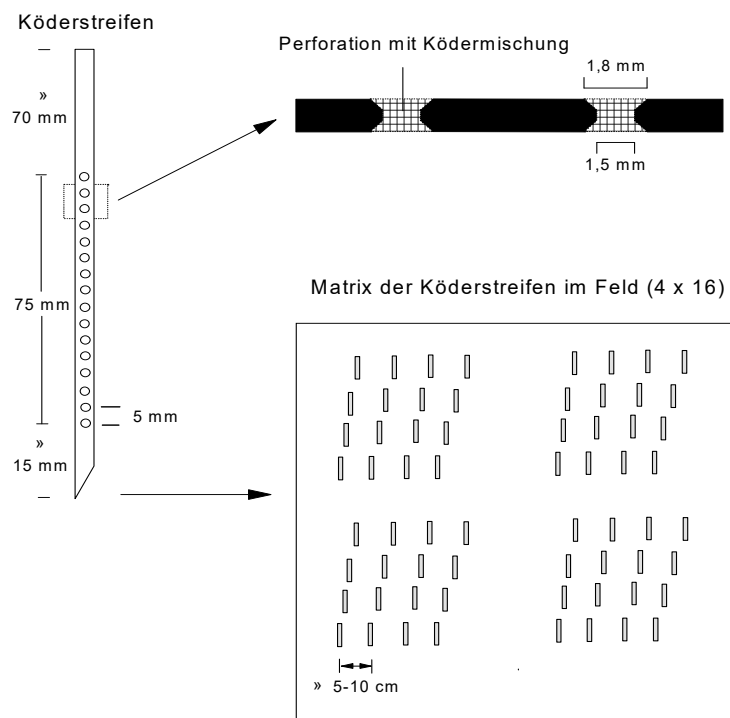 Köderstreifen
»
70 mm
75 mm
5 mm
»
15 mm
Perforation mit Ködermischung
1,8 mm
1,5 mm
Matrix der Köderstreifen im Feld (4 x 16)
» 5-10 cm